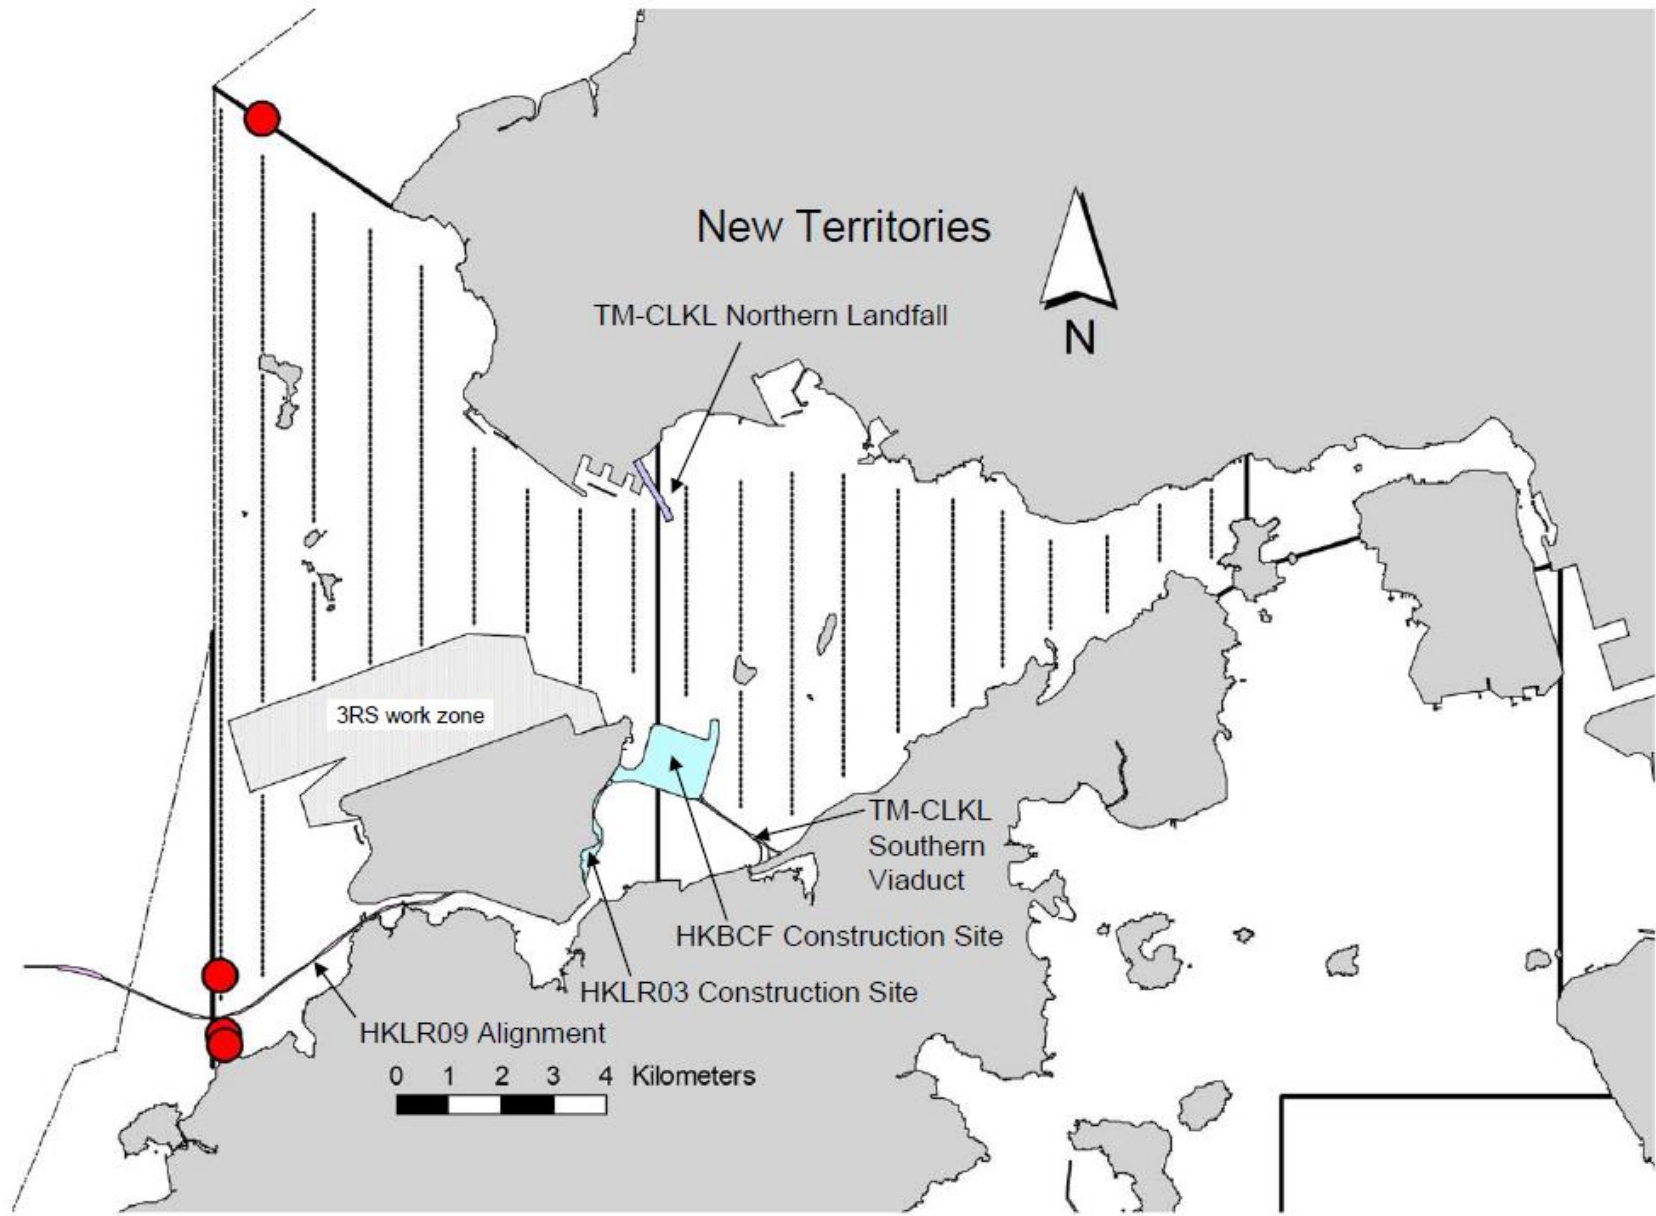 New Territories
TM-CLKL Northern Landfall
N
3RS work zone
TM-CLKL
Southern
Viaduct
HKBCF Construction Site
HKLR03 Construction Site
HKLR09 Alignment
0 1 2 3 4 Kilometers